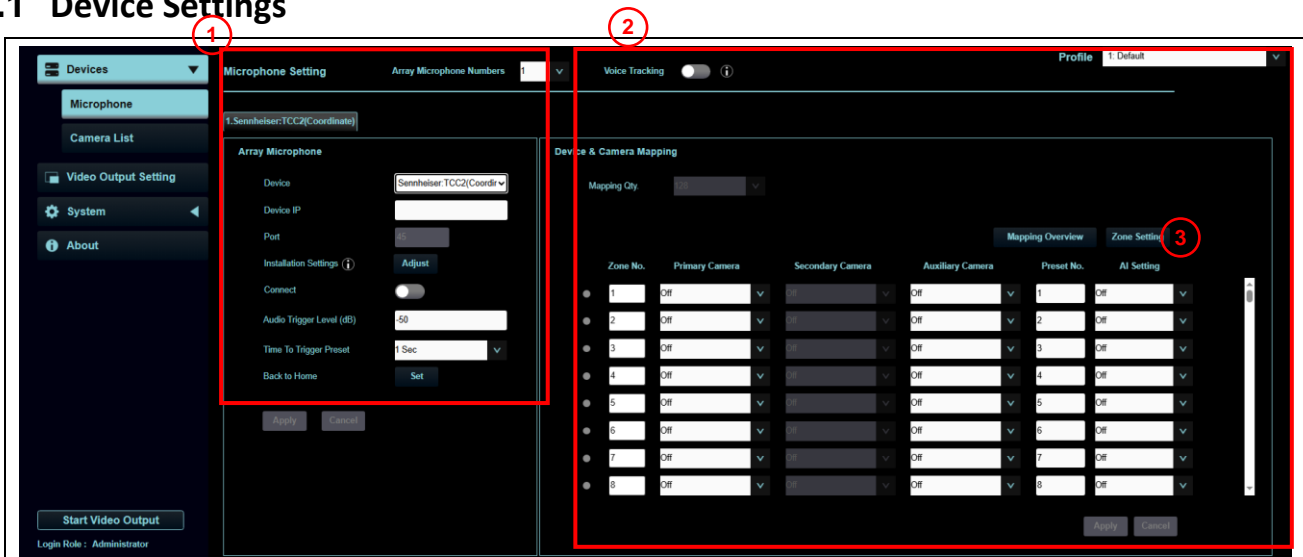 .1 Device Settings
1
2
Devices
Microphone Setting
Array Microphone Numbers
1
Voice Tracking
Profile
1: Default
Microphone
Camera List
1.Sennheiser:TCC2(Coordinate)
Array Microphone
Device & Camera Mapping
Video Output Setting
Device
Sennheiser:TCC2(Coordir
Mapping Qty.
128
System
Device IP
About
Port
45
Mapping Overview
Zone Setting
3
Installation Settings
Adjust
Zone No.
Primary Camera
Secondary Camera
Auxiliary Camera
Preset No.
AI Setting
Connect
1 Off Off Off 1 Off
Audio Trigger Level (dB)
-50
2 Off Off Off 2 Off
Time To Trigger Preset
1 Sec
3 Off Off Off 3 Off
Back to Home
Set
4 Off Off Off 4 Off
5 Off Off Off 5 Off
Apply
Cancel
6 Off Off Off 6 Off
7 Off Off Off 7 Off
8 Off Off Off 8 Off
Start Video Output
Apply
Cancel
Login Role : Administrator